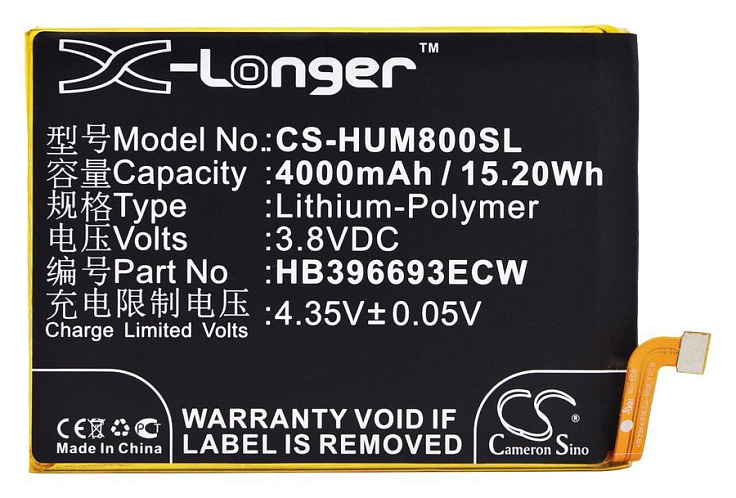 X-Longer™
型号Model No.:CS-HUM800SL
容量Capacity :4000mAh / 15.20Wh
规格Type :Lithium-Polymer
电压Volts :3.8VDC
编号Part No :HB396693ECW
充电限制电压 :4.35V±0.05V
Charge Limited Volts
CE
Made In China
WARRANTY VOID IF
LABEL IS REMOVED
CS®
Cameron Sino